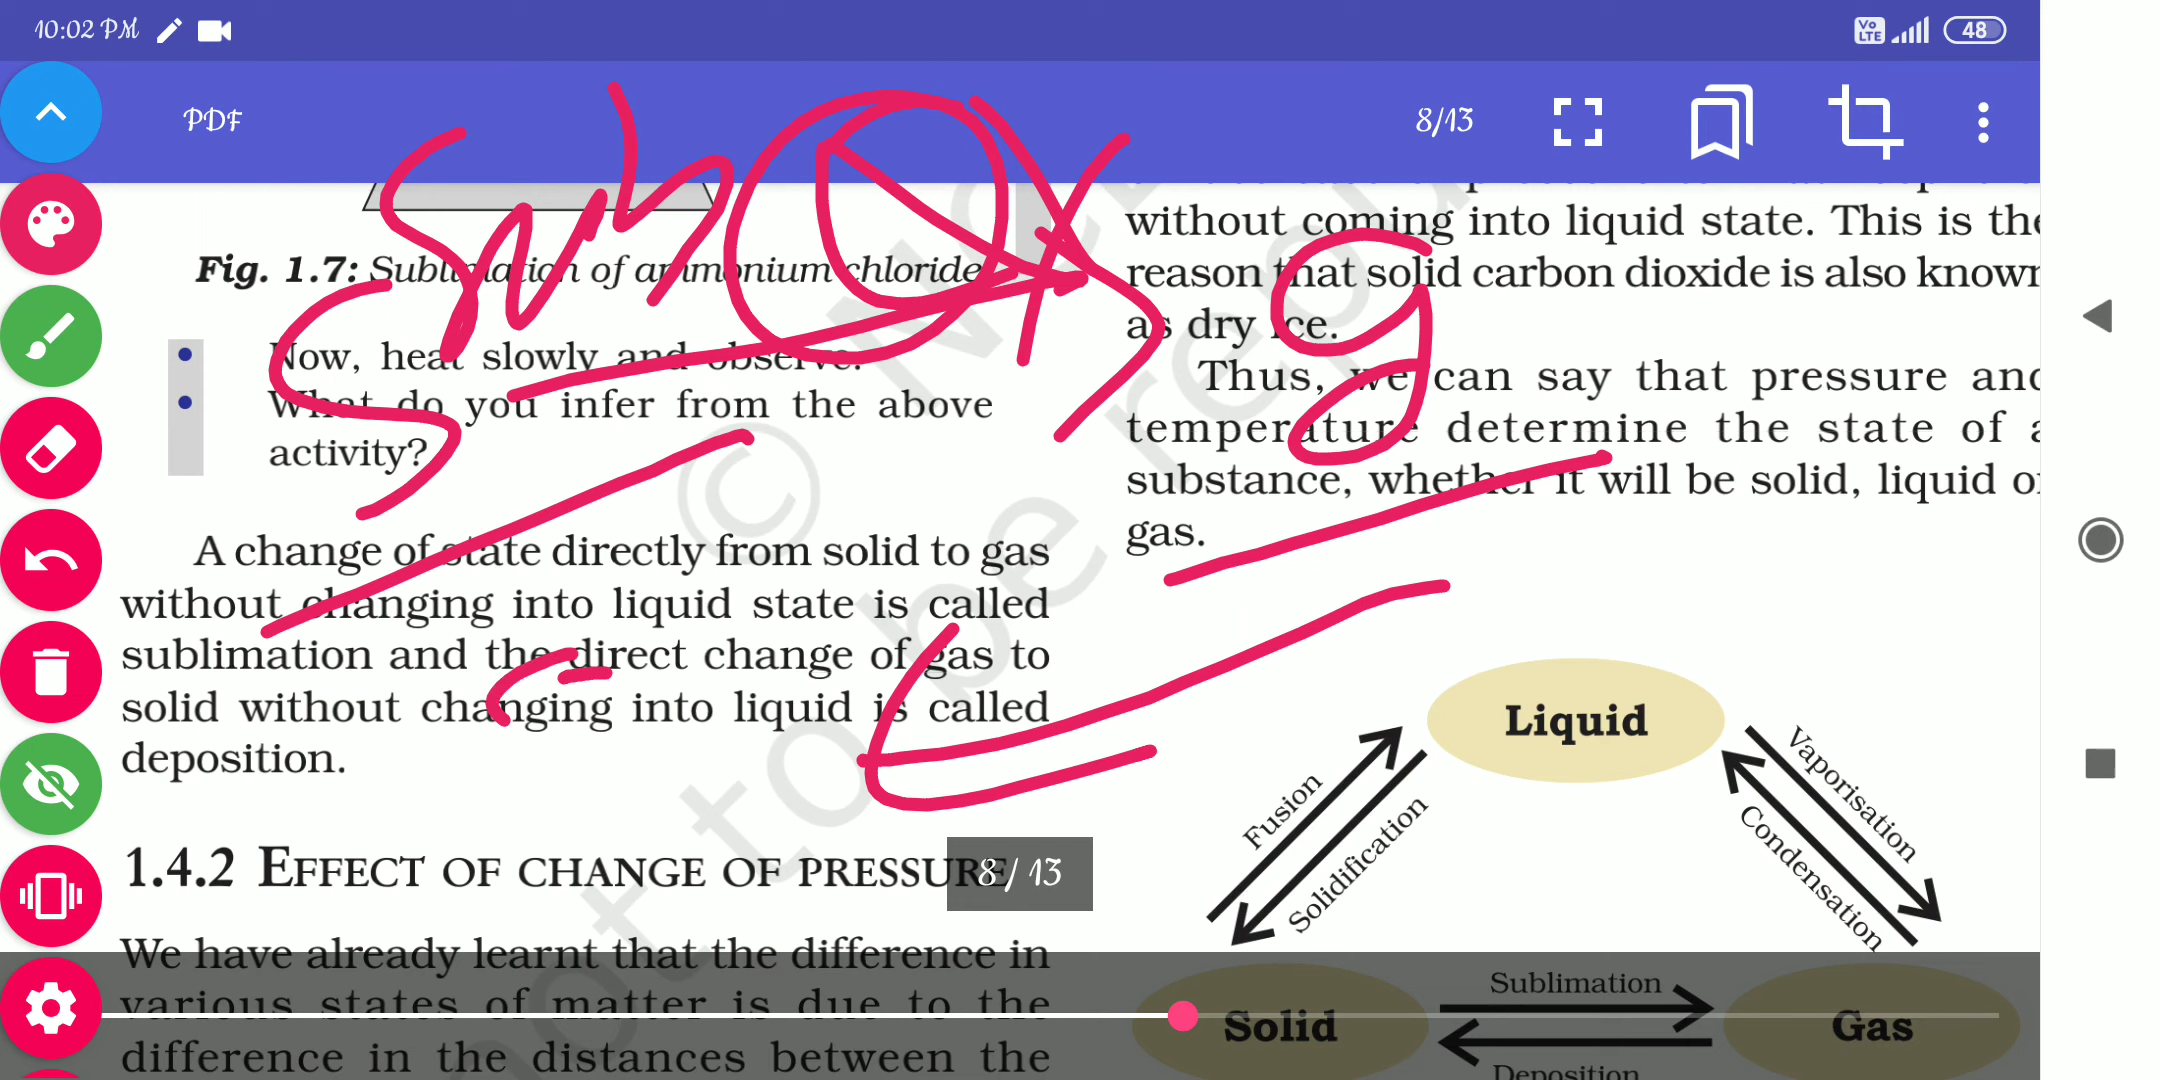 10:02 PM
VoLTE
48
PDF
8/13
Fig. 1.7: Sublimation of ammonium chloride
Now, heat slowly and observe.
What do you infer from the above
activity?
A change of state directly from solid to gas
without changing into liquid state is called
sublimation and the direct change of gas to
solid without changing into liquid is called
deposition.
1.4.2 EFFECT OF CHANGE OF PRESSURE
8 / 13
We have already learnt that the difference in
various states of matter is due to the
difference in the distances between the
without coming into liquid state. This is the
reason that solid carbon dioxide is also known
as dry ice.
Thus, we can say that pressure and
temperature determine the state of a
substance, whether it will be solid, liquid or
gas.
Liquid
Fusion
Solidification
Vaporisation
Condensation
Sublimation
Solid
Gas
Deposition
© NCE
not to be repu
g